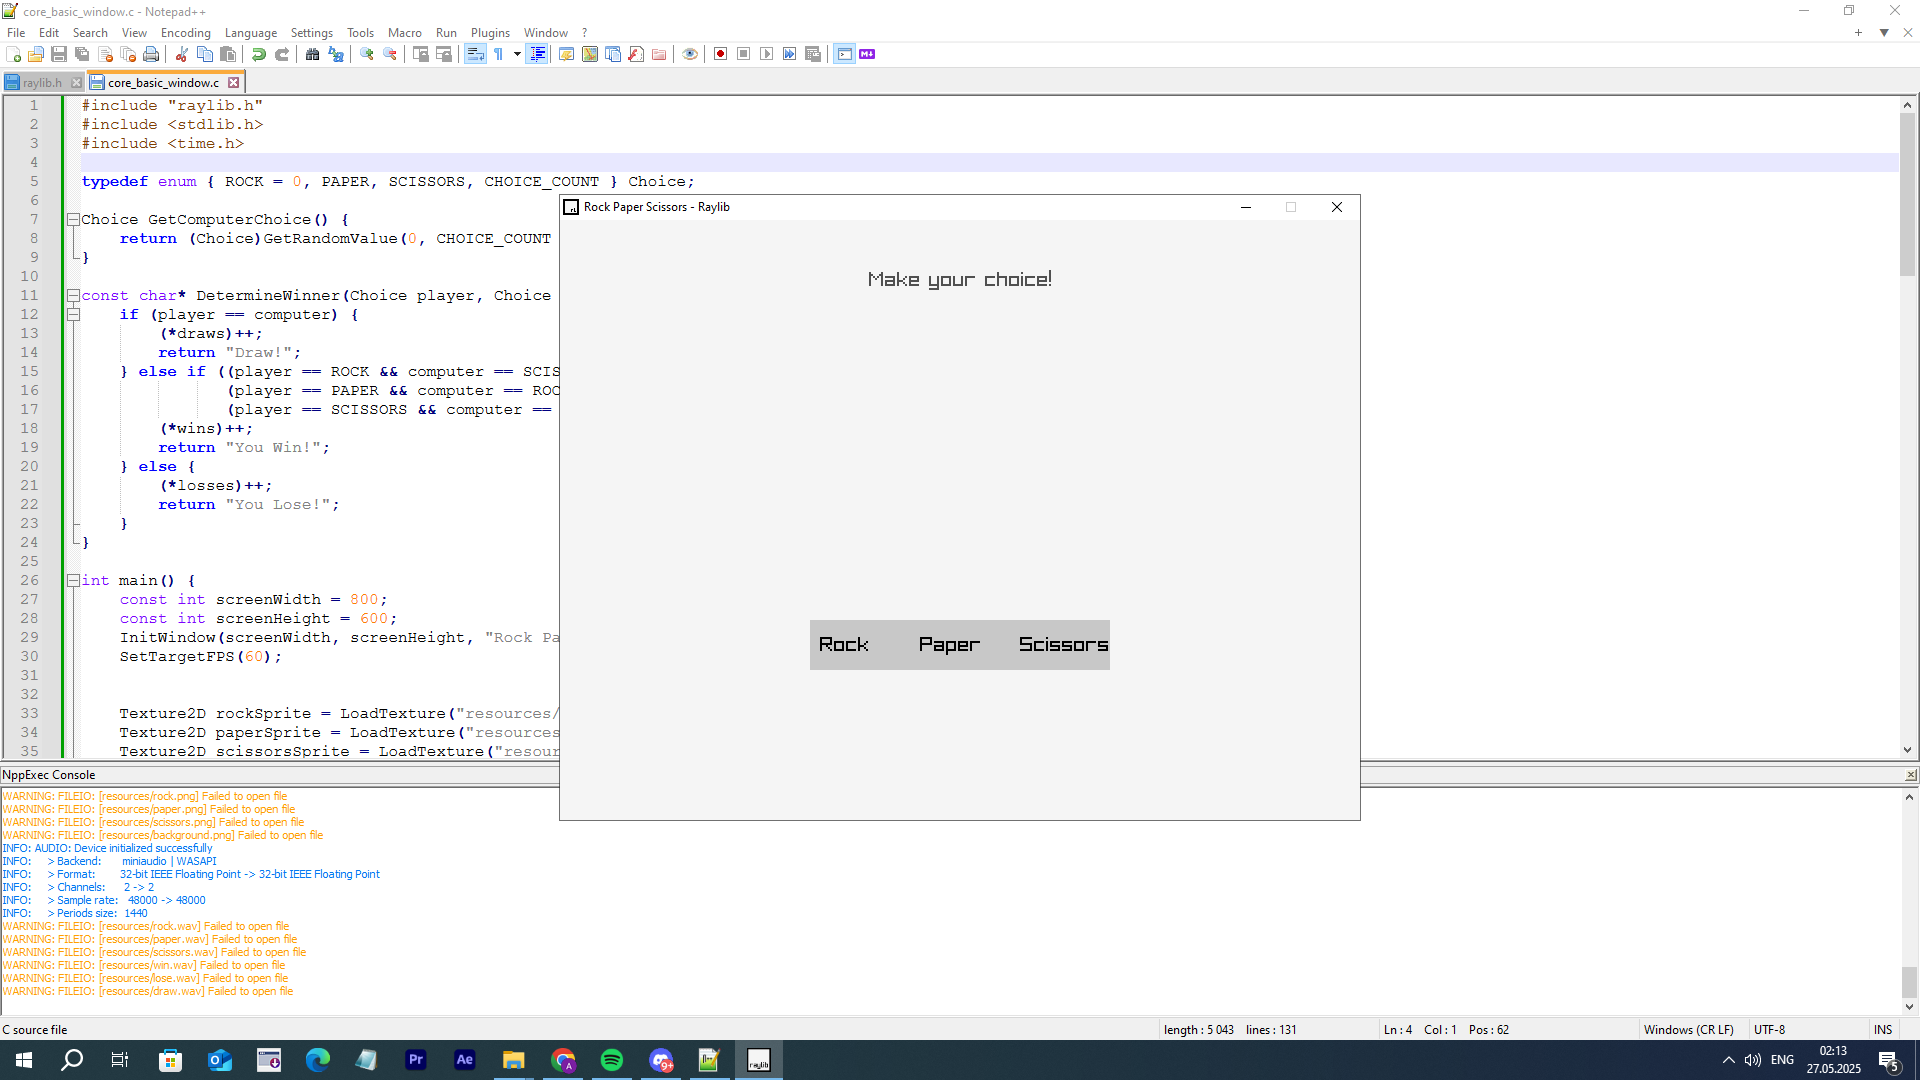 core_basic_window.c - Notepad++
File Edit Search View Encoding Language Settings Tools Macro Run Plugins Window ?
raylib.h core_basic_window.c
1 #include "raylib.h"
2 #include <stdlib.h>
3 #include <time.h>
4
5 typedef enum { ROCK = 0, PAPER, SCISSORS, CHOICE_COUNT } Choice;
6
7 Choice GetComputerChoice() {
8 return (Choice)GetRandomValue(0, CHOICE_COUNT
9 }
10
11 const char* DetermineWinner(Choice player, Choice
12 if (player == computer) {
13 (*draws)++;
14 return "Draw!";
15 } else if ((player == ROCK && computer == SCIS
16 (player == PAPER && computer == ROC
17 (player == SCISSORS && computer ==
18 (*wins)++;
19 return "You Win!";
20 } else {
21 (*losses)++;
22 return "You Lose!";
23 }
24 }
25
26 int main() {
27 const int screenWidth = 800;
28 const int screenHeight = 600;
29 InitWindow(screenWidth, screenHeight, "Rock Pa
30 SetTargetFPS(60);
31
32
33 Texture2D rockSprite = LoadTexture("resources/
34 Texture2D paperSprite = LoadTexture("resources
35 Texture2D scissorsSprite = LoadTexture("resour
Rock Paper Scissors - Raylib
Make your choice!
Rock Paper Scissors
NppExec Console
WARNING: FILEIO: [resources/rock.png] Failed to open file
WARNING: FILEIO: [resources/paper.png] Failed to open file
WARNING: FILEIO: [resources/scissors.png] Failed to open file
WARNING: FILEIO: [resources/background.png] Failed to open file
INFO: AUDIO: Device initialized successfully
INFO: > Backend: miniaudio | WASAPI
INFO: > Format: 32-bit IEEE Floating Point -> 32-bit IEEE Floating Point
INFO: > Channels: 2 -> 2
INFO: > Sample rate: 48000 -> 48000
INFO: > Periods size: 1440
WARNING: FILEIO: [resources/rock.wav] Failed to open file
WARNING: FILEIO: [resources/paper.wav] Failed to open file
WARNING: FILEIO: [resources/scissors.wav] Failed to open file
WARNING: FILEIO: [resources/win.wav] Failed to open file
WARNING: FILEIO: [resources/lose.wav] Failed to open file
WARNING: FILEIO: [resources/draw.wav] Failed to open file
C source file length : 5 043 lines : 131 Ln : 4 Col : 1 Pos : 62 Windows (CR LF) UTF-8 INS
Pr Ae A 9+ raylib ENG 02:13 5
27.05.2025